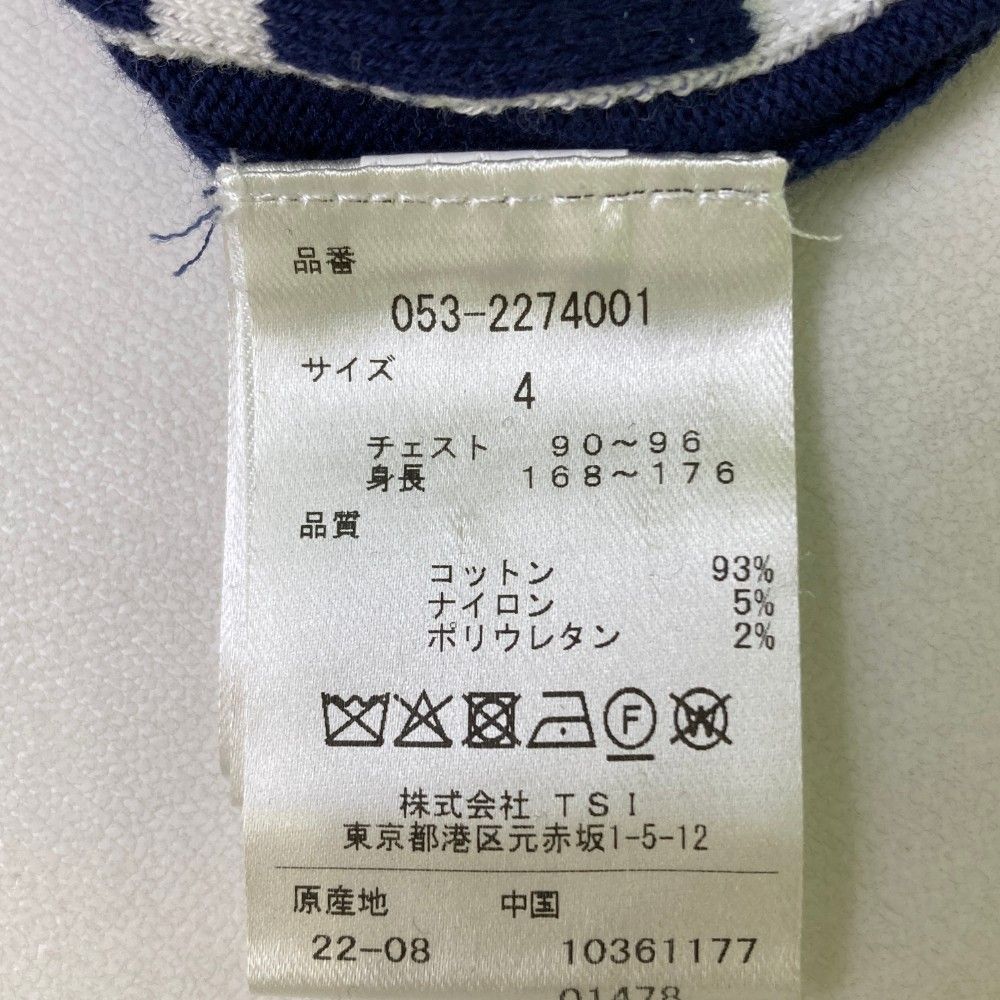 品番
053-2274001
サイズ
4
チェスト 90～96
身長 168～176
品質
コットン 93%
ナイロン 5%
ポリウレタン 2%
F W
株式会社 TSI
東京都港区元赤坂1-5-12
原産地 中国
22-08 10361177
01478